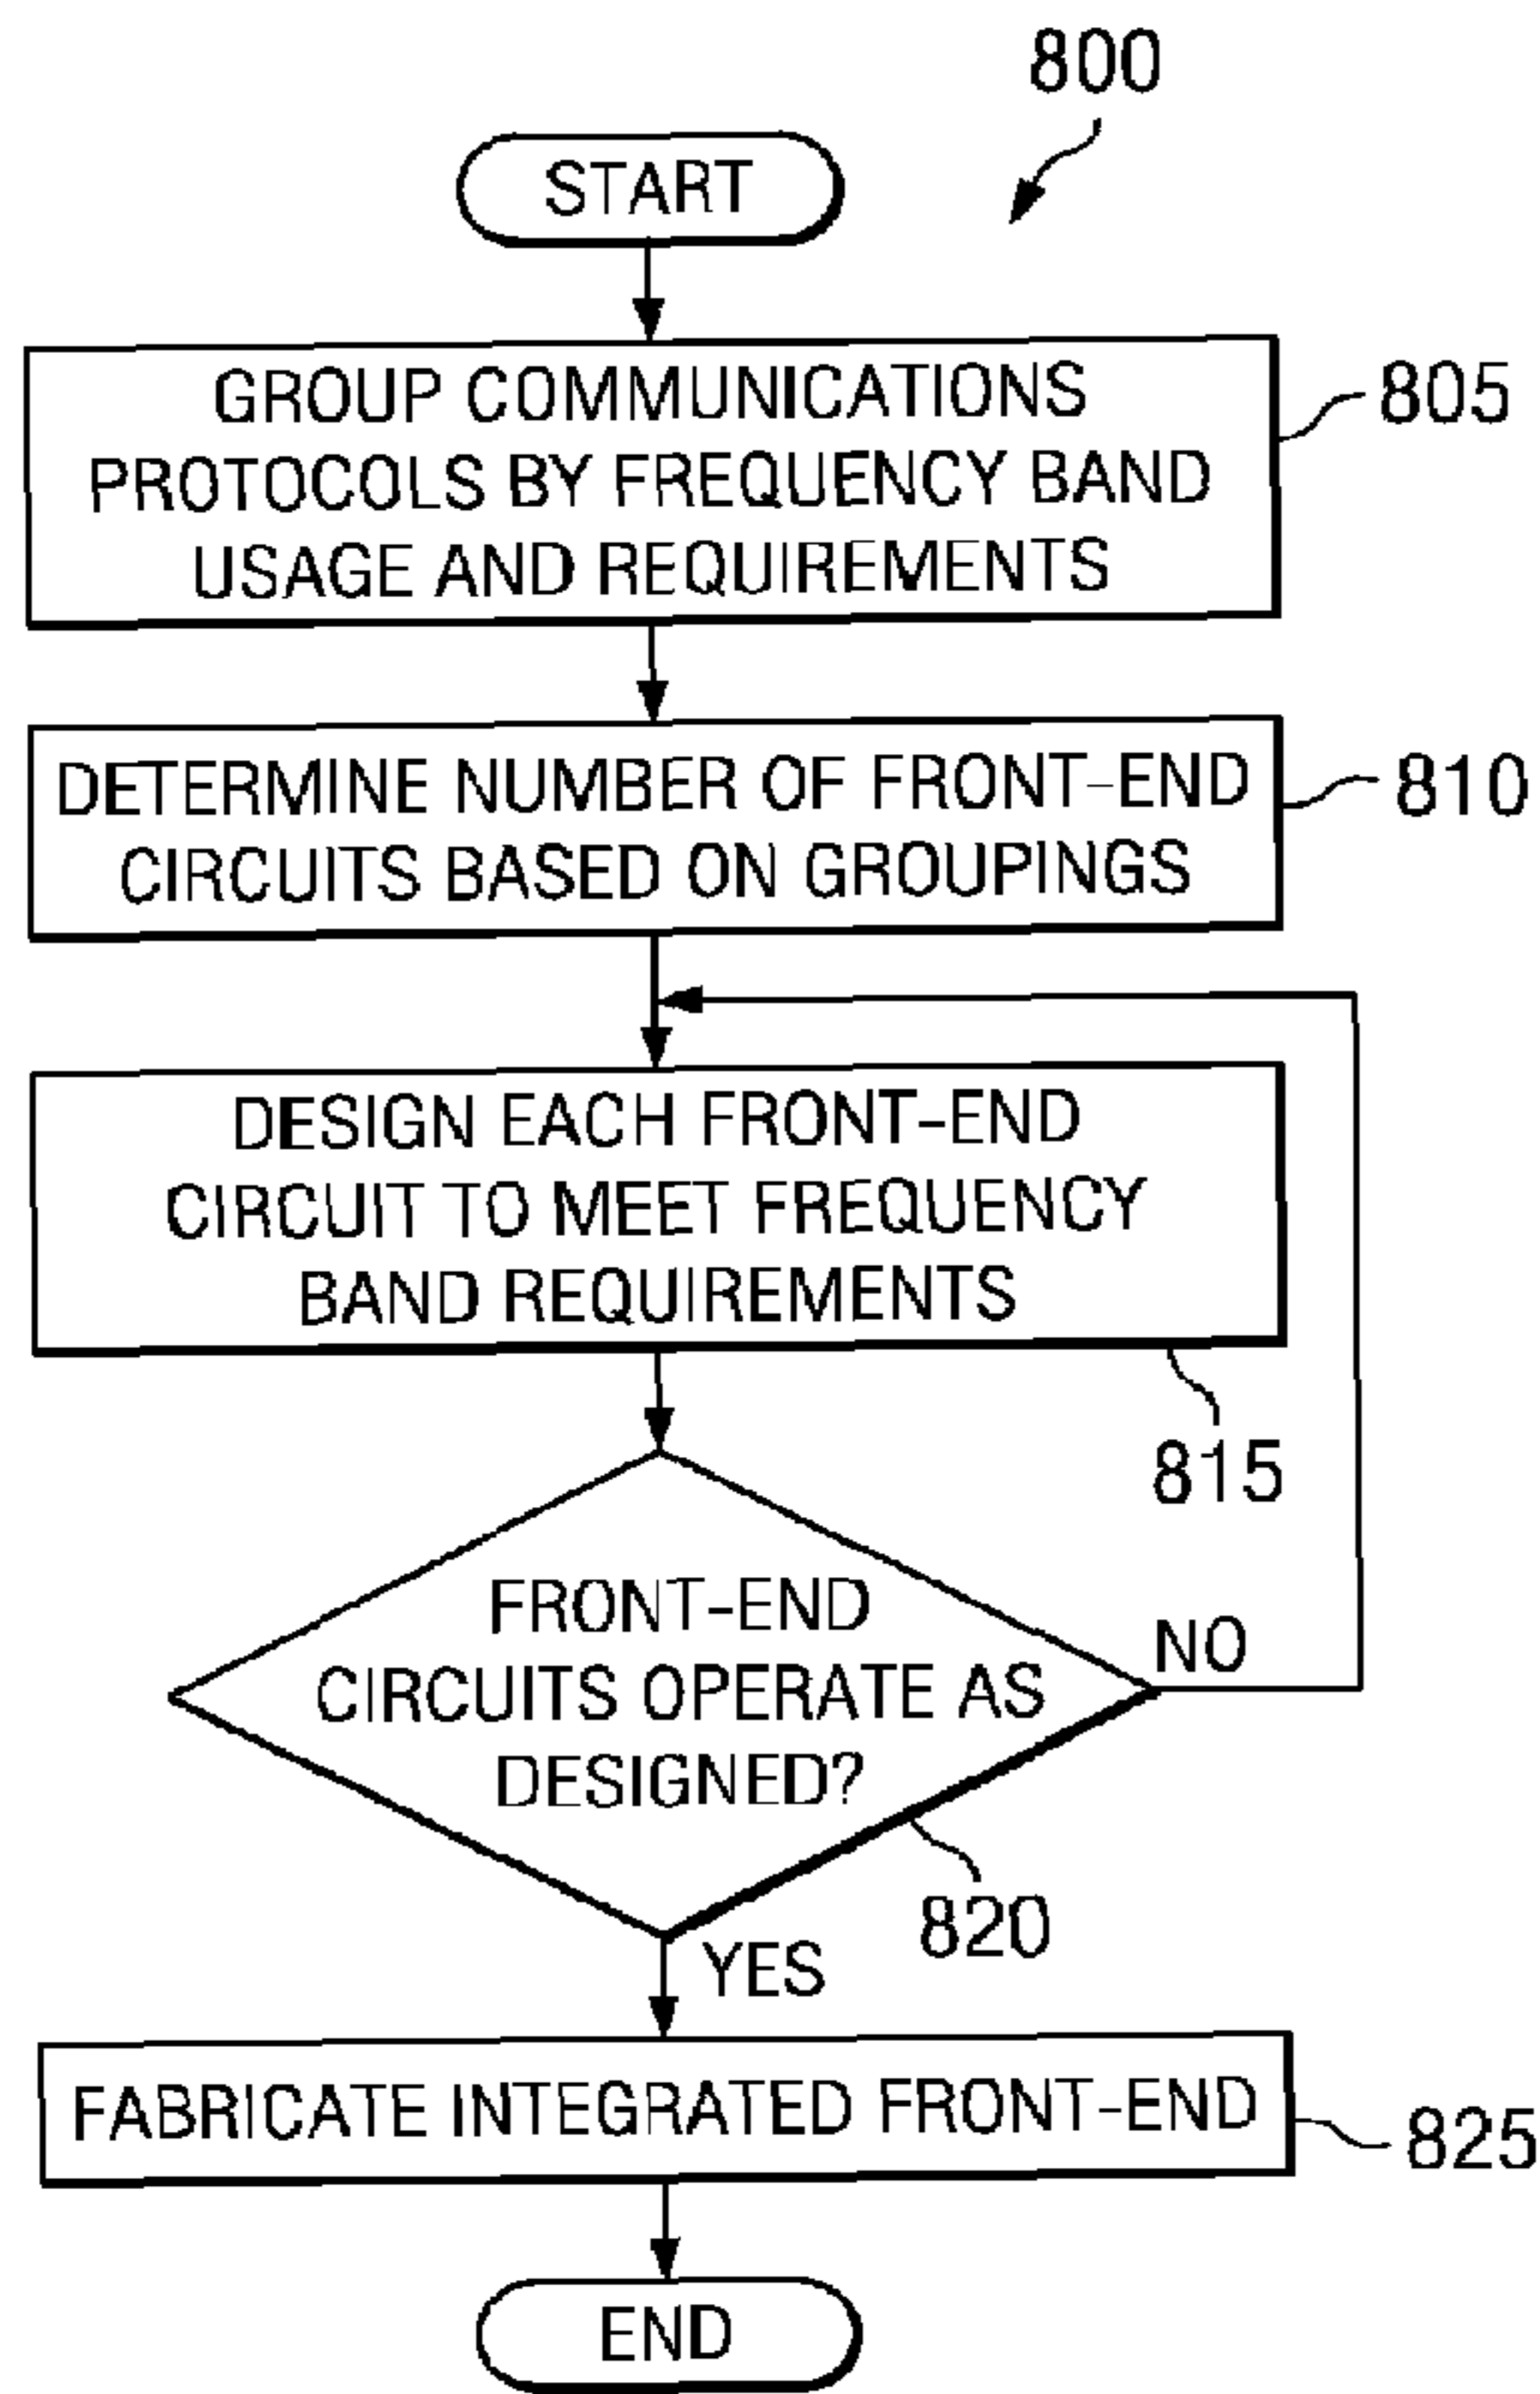 800
START
GROUP COMMUNICATIONS
PROTOCOLS BY FREQUENCY BAND
USAGE AND REQUIREMENTS
805
DETERMINE NUMBER OF FRONT-END
CIRCUITS BASED ON GROUPINGS
810
DESIGN EACH FRONT-END
CIRCUIT TO MEET FREQUENCY
BAND REQUIREMENTS
815
FRONT-END
CIRCUITS OPERATE AS
DESIGNED?
NO
820
YES
FABRICATE INTEGRATED FRONT-END
825
END